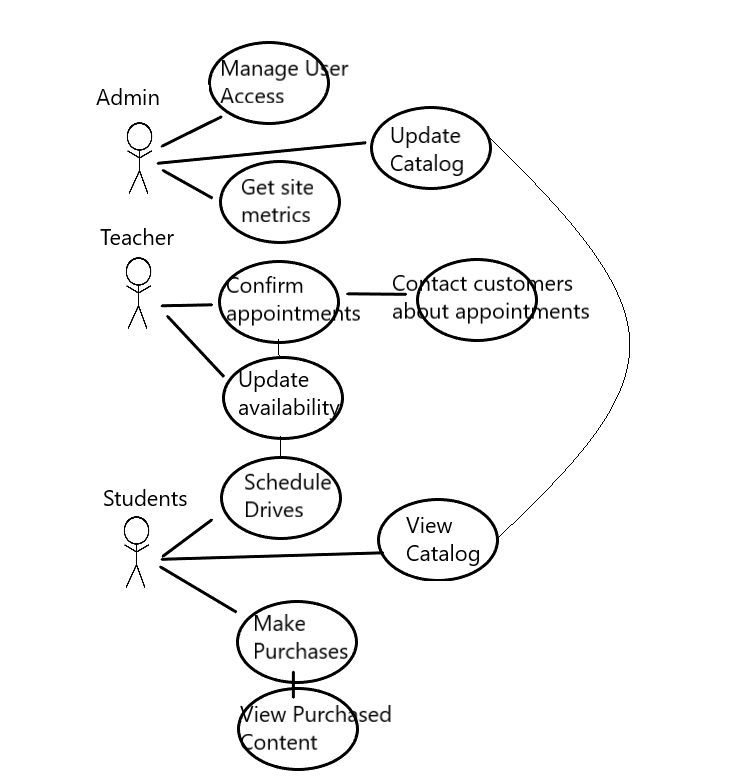 Manage User
Access
Admin
Update
Catalog
Get site
metrics
Teacher
Confirm
appointments
Contact customers
about appointments
Update
availability
Schedule
Drives
Students
View
Catalog
Make
Purchases
View Purchased
Content